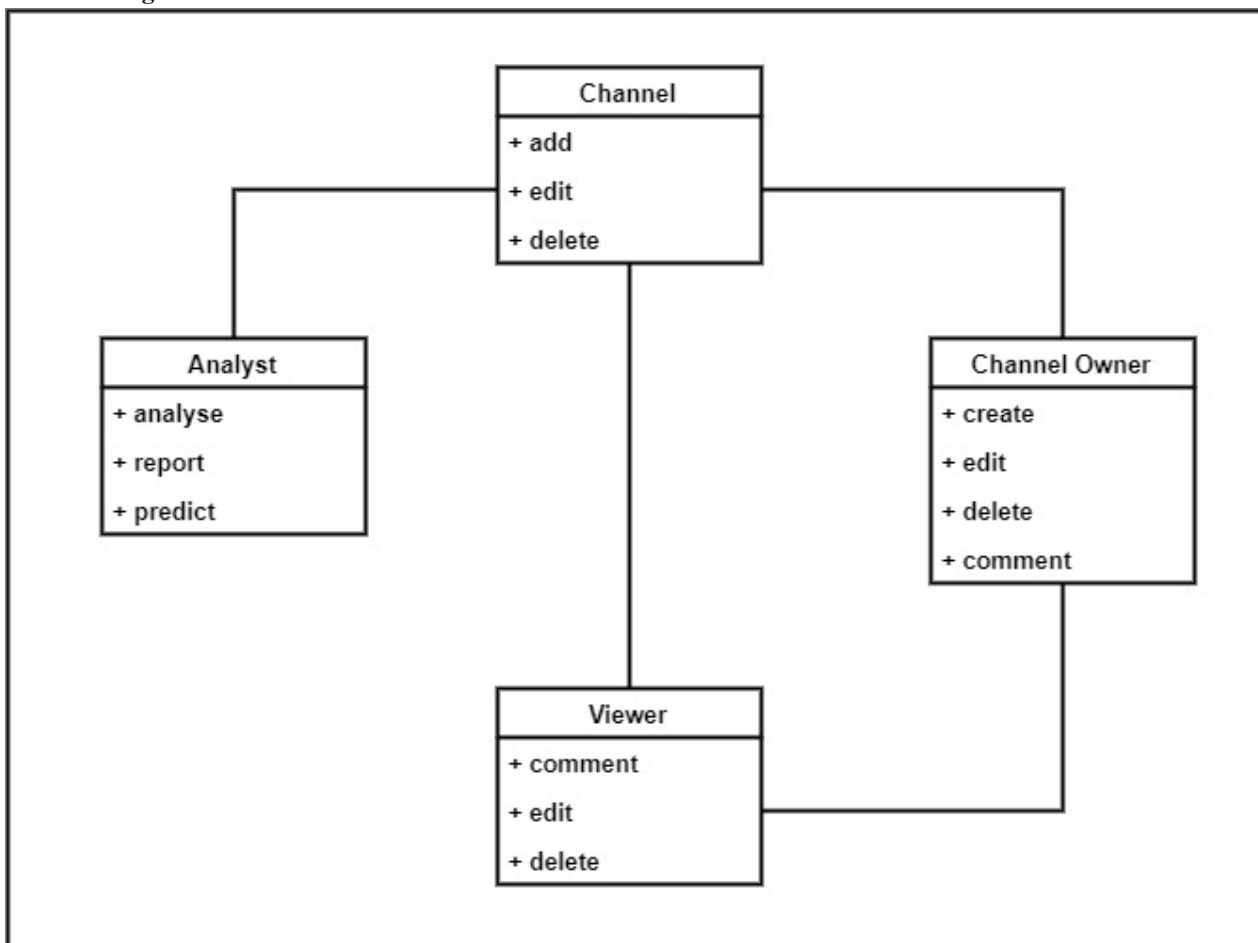 Channel
+ add
+ edit
+ delete
Analyst
+ analyse
+ report
+ predict
Channel Owner
+ create
+ edit
+ delete
+ comment
Viewer
+ comment
+ edit
+ delete